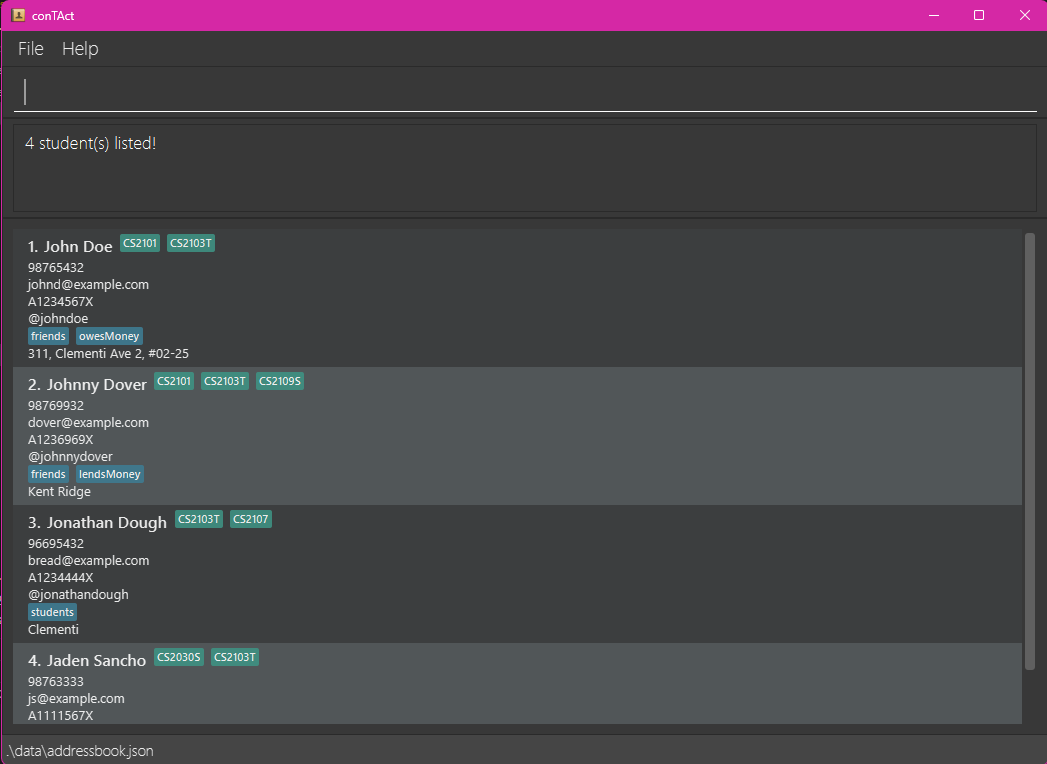 conTAct
File Help
4 student(s) listed!
1. John Doe CS2101 CS2103T
98765432
johnd@example.com
A1234567X
@johndoe
friends owesMoney
311, Clementi Ave 2, #02-25
2. Johnny Dover CS2101 CS2103T CS2109S
98769932
dover@example.com
A1236969X
@johnnydover
friends lendsMoney
Kent Ridge
3. Jonathan Dough CS2103T CS2107
96695432
bread@example.com
A1234444X
@jonathandough
students
Clementi
4. Jaden Sancho CS2030S CS2103T
98763333
js@example.com
A1111567X
.\data\addressbook.json